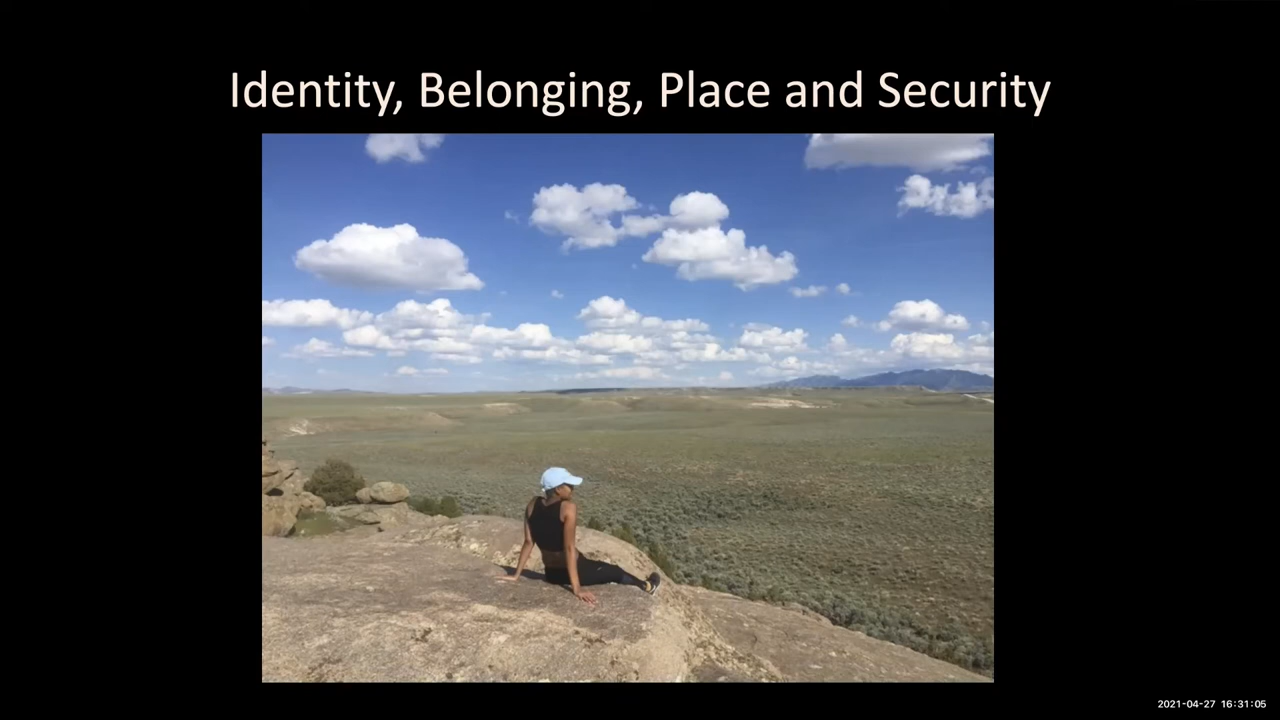 Identity, Belonging, Place and Security
2021-04-27 16:31:05